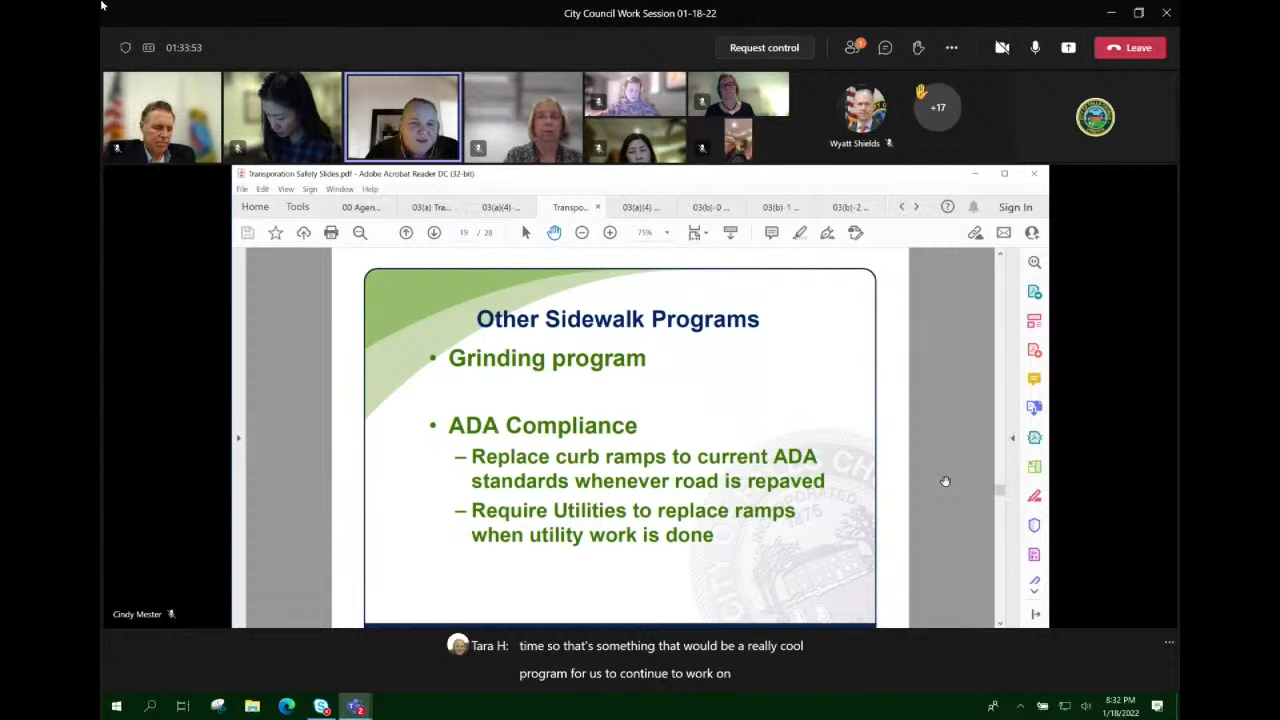 City Council Work Session 01-18-22
01:33:53
Request control
1
Leave
Wyatt Shields
+17
Transporation Safety Slides.pdf - Adobe Acrobat Reader DC (32-bit)
File Edit View Sign Window Help
Home Tools 00 Agen... 03(a) Tra... 03(a)(4)-... Transpo... 03(a)(4) ... 03(b)-0 ... 03(b)-1 ... 03(b)-2 ... Sign In
19 / 28 75%
Other Sidewalk Programs
• Grinding program
• ADA Compliance
– Replace curb ramps to current ADA
standards whenever road is repaved
– Require Utilities to replace ramps
when utility work is done
INCORPORATED
1875
Cindy Mester
Tara H: time so that's something that would be a really cool
program for us to continue to work on
8:32 PM
1/18/2022